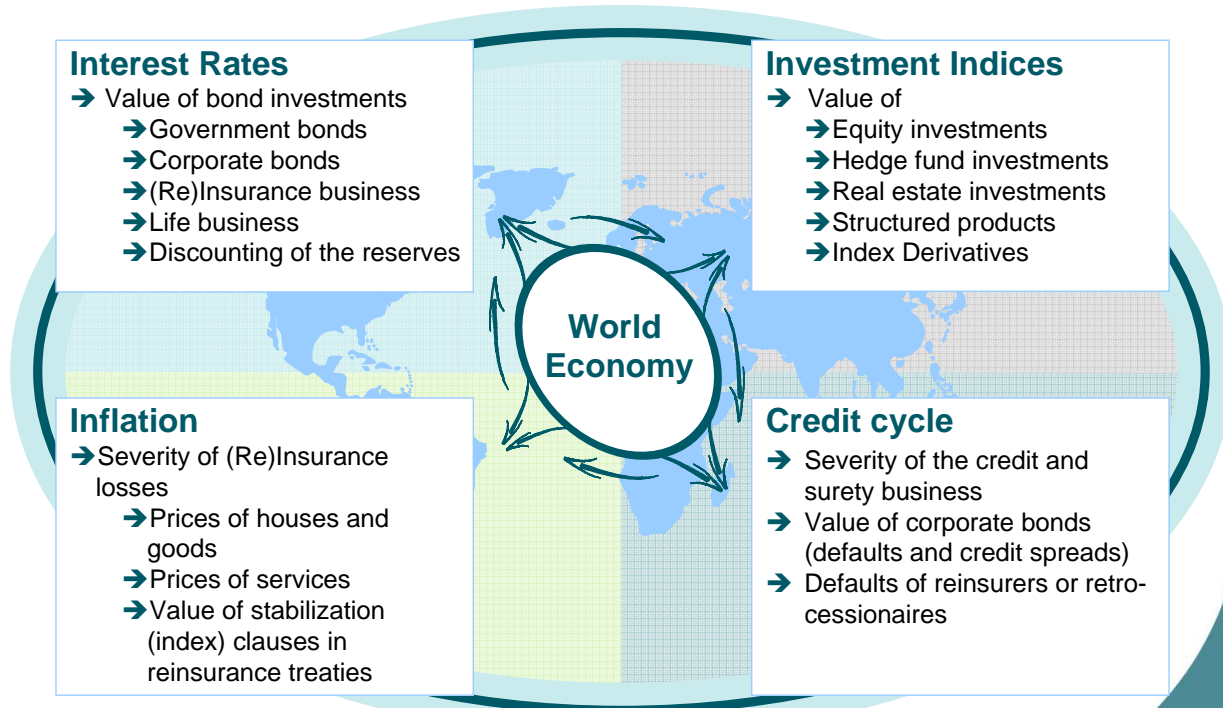 Interest Rates
➔ Value of bond investments
➔Government bonds
➔Corporate bonds
➔(Re)Insurance business
➔Life business
➔Discounting of the reserves
Investment Indices
➔ Value of
➔Equity investments
➔Hedge fund investments
➔Real estate investments
➔Structured products
➔Index Derivatives
World
Economy
Inflation
➔Severity of (Re)Insurance
losses
➔Prices of houses and
goods
➔Prices of services
➔Value of stabilization
(index) clauses in
reinsurance treaties
Credit cycle
➔ Severity of the credit and
surety business
➔ Value of corporate bonds
(defaults and credit spreads)
➔ Defaults of reinsurers or retro-
cessionaires